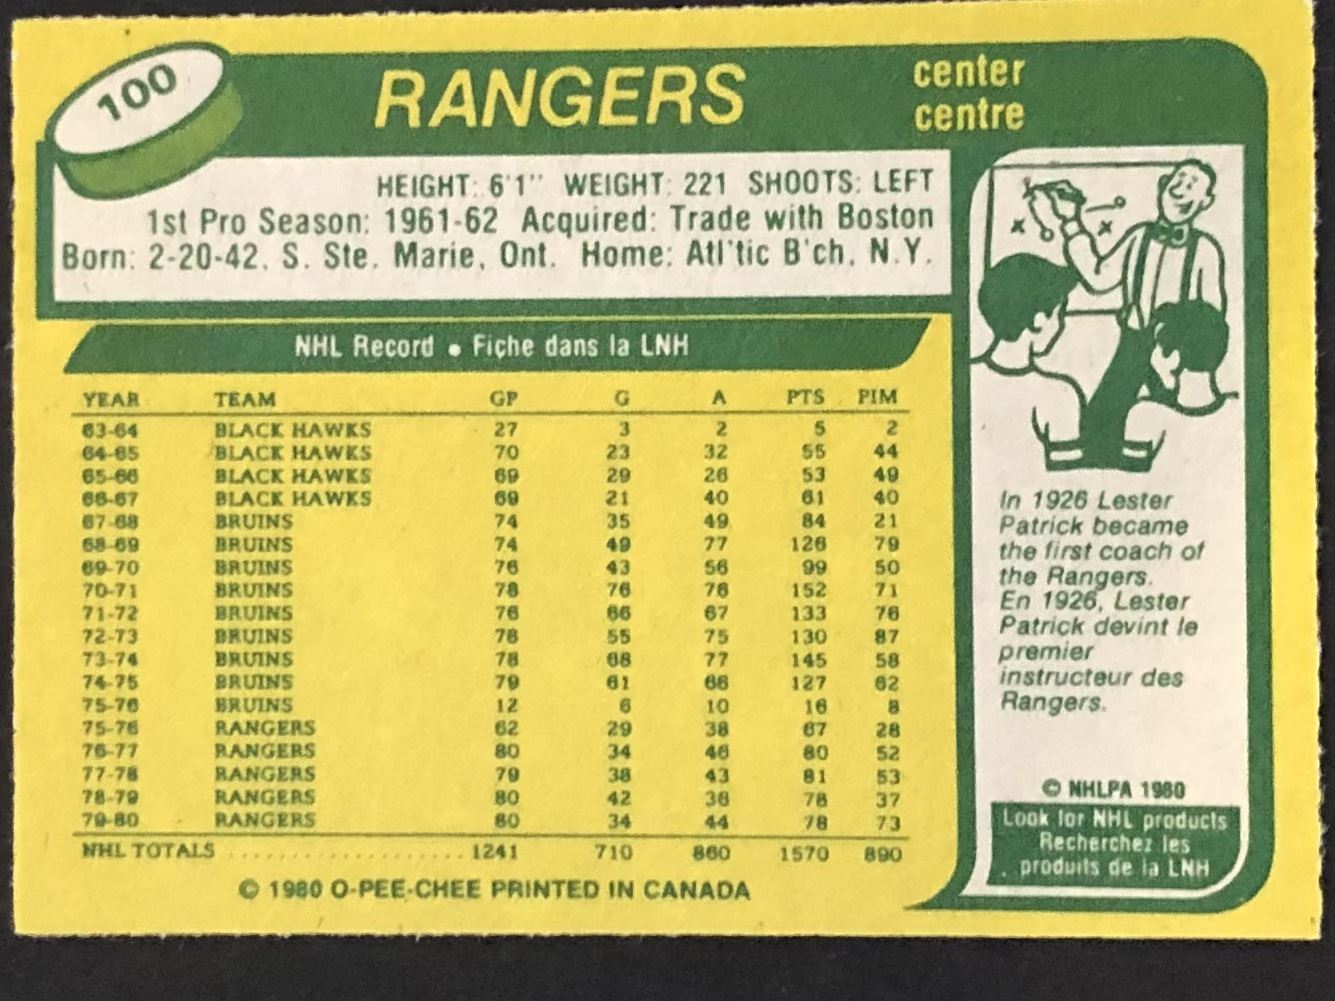 100
RANGERS
center
centre
HEIGHT: 6'1" WEIGHT: 221 SHOOTS: LEFT
1st Pro Season: 1961-62 Acquired: Trade with Boston
Born: 2-20-42. S. Ste. Marie, Ont. Home: Atl'tic B'ch. N.Y.
NHL Record • Fiche dans la LNH
YEAR TEAM GP G A PTS PIM
63-64 BLACK HAWKS 27 3 2 5 2
64-65 BLACK HAWKS 70 23 32 55 44
65-66 BLACK HAWKS 69 29 26 53 49
66-67 BLACK HAWKS 69 21 40 61 40
67-68 BRUINS 74 35 49 84 21
68-69 BRUINS 74 49 77 126 79
69-70 BRUINS 76 43 56 99 50
70-71 BRUINS 78 76 76 152 71
71-72 BRUINS 76 66 67 133 76
72-73 BRUINS 78 55 75 130 87
73-74 BRUINS 78 68 77 145 58
74-75 BRUINS 79 61 66 127 62
75-76 BRUINS 12 6 10 16 8
75-76 RANGERS 62 29 38 67 28
76-77 RANGERS 80 34 46 80 52
77-78 RANGERS 79 38 43 81 53
78-79 RANGERS 80 42 36 78 37
79-80 RANGERS 80 34 44 78 73
NHL TOTALS .................... 1241 710 860 1570 890
© 1980 O-PEE-CHEE PRINTED IN CANADA
In 1926 Lester
Patrick became
the first coach of
the Rangers.
En 1926, Lester
Patrick devint le
premier
instructeur des
Rangers.
© NHLPA 1980
Look for NHL products
Recherchez les
produits de la LNH